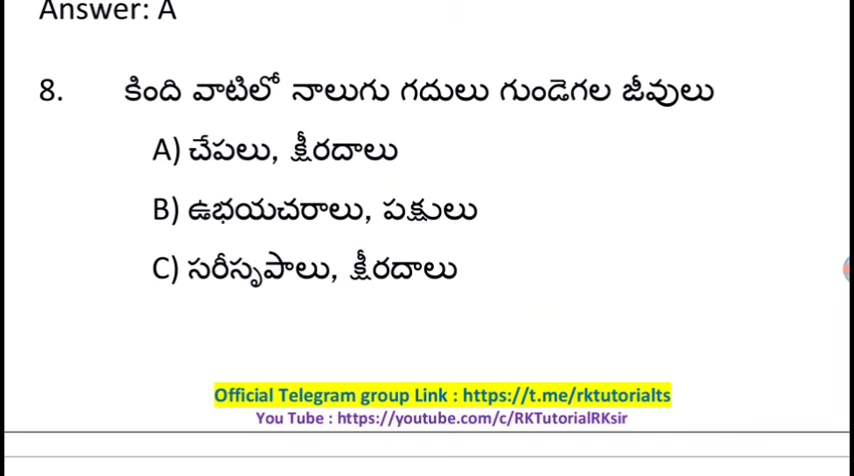 Answer: A
8. కింది వాటిలో నాలుగు గదులు గుండెగల జీవులు
A) చేపలు, క్షీరదాలు
B) ఉభయచరాలు, పక్షులు
C) సరీసృపాలు, క్షీరదాలు
Official Telegram group Link : https://t.me/rktutorialts
You Tube : https://youtube.com/c/RKTutorialRKsir